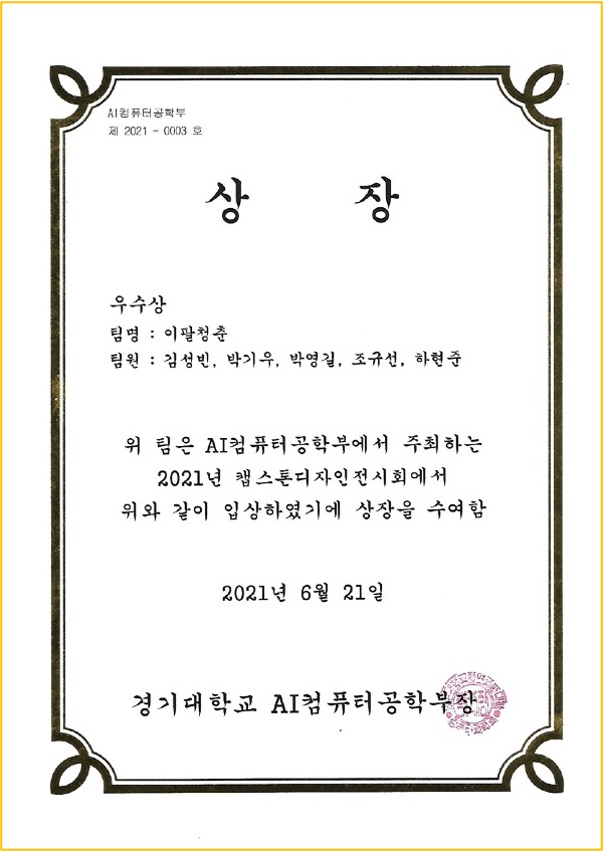 AI컴퓨터공학부
제 2021 - 0003 호
상 장
우수상
팀명 : 이팔청춘
팀원 : 김성빈, 박기우, 박영길, 조규선, 하현준
위 팀은 AI컴퓨터공학부에서 주최하는
2021년 캡스톤디자인전시회에서
위와 같이 입상하였기에 상장을 수여함
2021년 6월 21일
경기대학교 AI컴퓨터공학부장